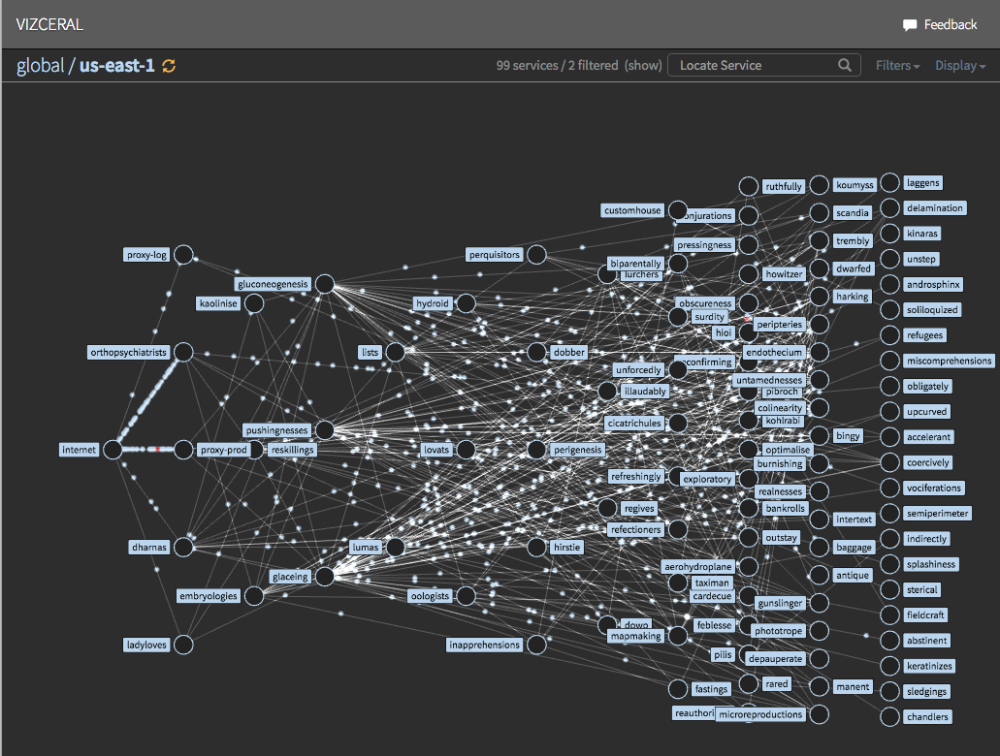 VIZCERAL
Feedback
global / us-east-1
99 services / 2 filtered (show)
Locate Service
Filters
Display
ruthfully
koumyss
laggens
customhouse
onjurations
scandia
delamination
kinaras
proxy-log
perquisitors
pressingness
trembly
unstep
biparentally
lurchers
howitzer
dwarfed
gluconeogenesis
androsphinx
kaolinise
hydroid
obscureness
harking
soliloquized
surdity
peripteries
hioi
refugees
orthopsychiatrists
lists
dobber
endothecium
reconfirming
miscomprehensions
unforcedly
untamednesses
illaudably
pibroch
obligately
colinearity
upcurved
pushingnesses
cicatrichules
kohlrabi
bingy
accelerant
internet
proxy-prod
reskillings
lovats
perigenesis
optimalise
burnishing
coercively
refreshingly
exploratory
realnesses
vociferations
regives
bankrolls
semiperimeter
refectioners
intertext
outstay
indirectly
dharnas
lumas
hirstie
baggage
aerohydroplane
splashiness
glaceing
taximan
antique
embryologies
oologists
cardecue
gunslinger
sterical
fieldcraft
dowp
feblesse
phototrope
mapmaking
abstinent
ladyloves
inapprehensions
pilis
depauperate
keratinizes
fastings
rared
manent
sledgings
reauthori
microreproductions
chandlers